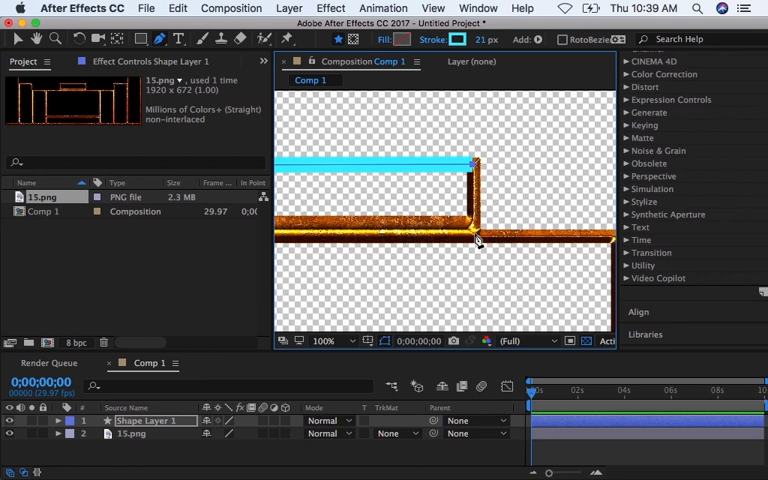 After Effects CC File Edit Composition Layer Effect Animation View Window Help Thu 10:39 AM
Adobe After Effects CC 2017 - Untitled Project *
Fill: Stroke: 21 px Add: RotoBezier Search Help
Project Effect Controls Shape Layer 1
Composition Comp 1
Layer (none)
Comp 1
15.png , used 1 time
1920 x 672 (1.00)
Millions of Colors+ (Straight)
non-interlaced
Name Type Size Frame ... In Point
15.png PNG file 2.3 MB
Comp 1 Composition 29.97 0;00
8 bpc
100% 0;00;00;00 (Full) Acti
CINEMA 4D
Color Correction
Distort
Expression Controls
Generate
Keying
Matte
Noise & Grain
Obsolete
Perspective
Simulation
Stylize
Synthetic Aperture
Text
Time
Transition
Utility
Video Copilot
Align
Libraries
Render Queue Comp 1
0;00;00;00
00000 (29.97 fps)
# Source Name Mode T TrkMat Parent
1 Shape Layer 1 Normal None
2 15.png Normal None None
00s 02s 04s 06s 08s 10